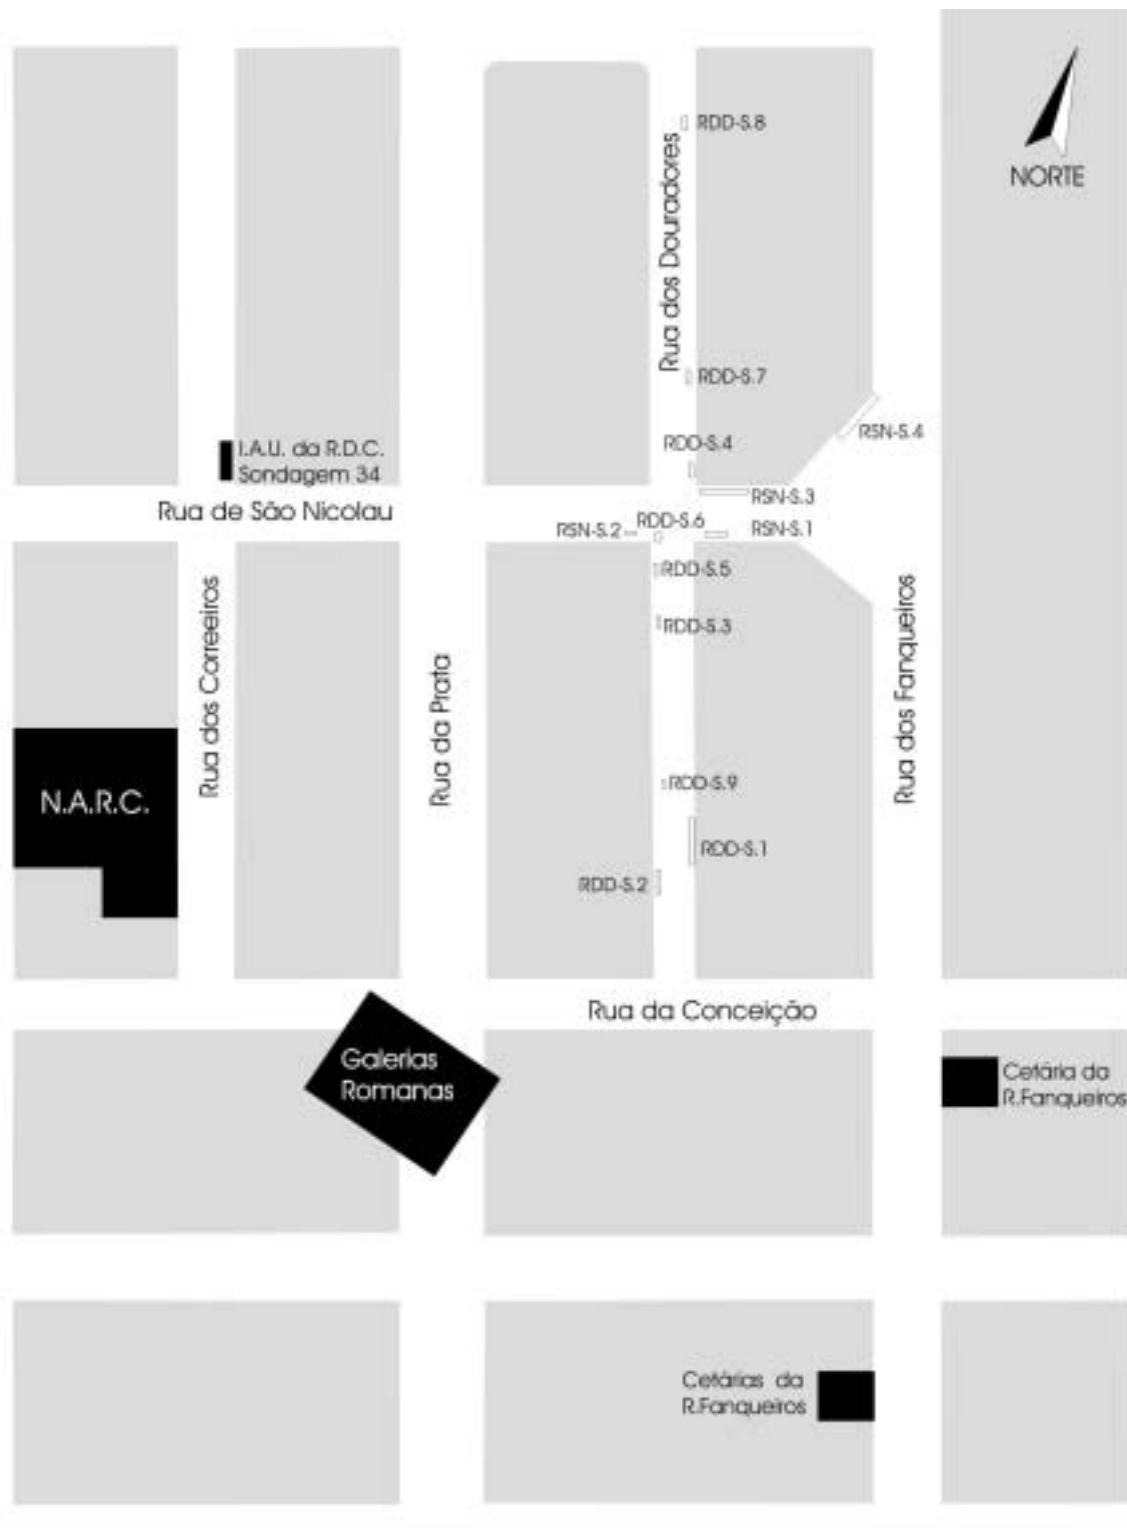 RDD-S.8
NORTE
Rua dos Douradores
RDD-S.7
RSN-S.4
RDD-S.4
I.A.U. da R.D.C.
Sondagem 34
RSN-S.3
Rua de São Nicolau
RSN-S.2
RDD-S.6
RSN-S.1
RDD-S.5
RDD-S.3
Rua dos Correeiros
Rua da Prata
Rua dos Fanqueiros
RDD-S.9
N.A.R.C.
RDD-S.1
RDD-S.2
Rua da Conceição
Galerias
Romanas
Cetária da
R.Fanqueiros
Cetárias da
R.Fanqueiros